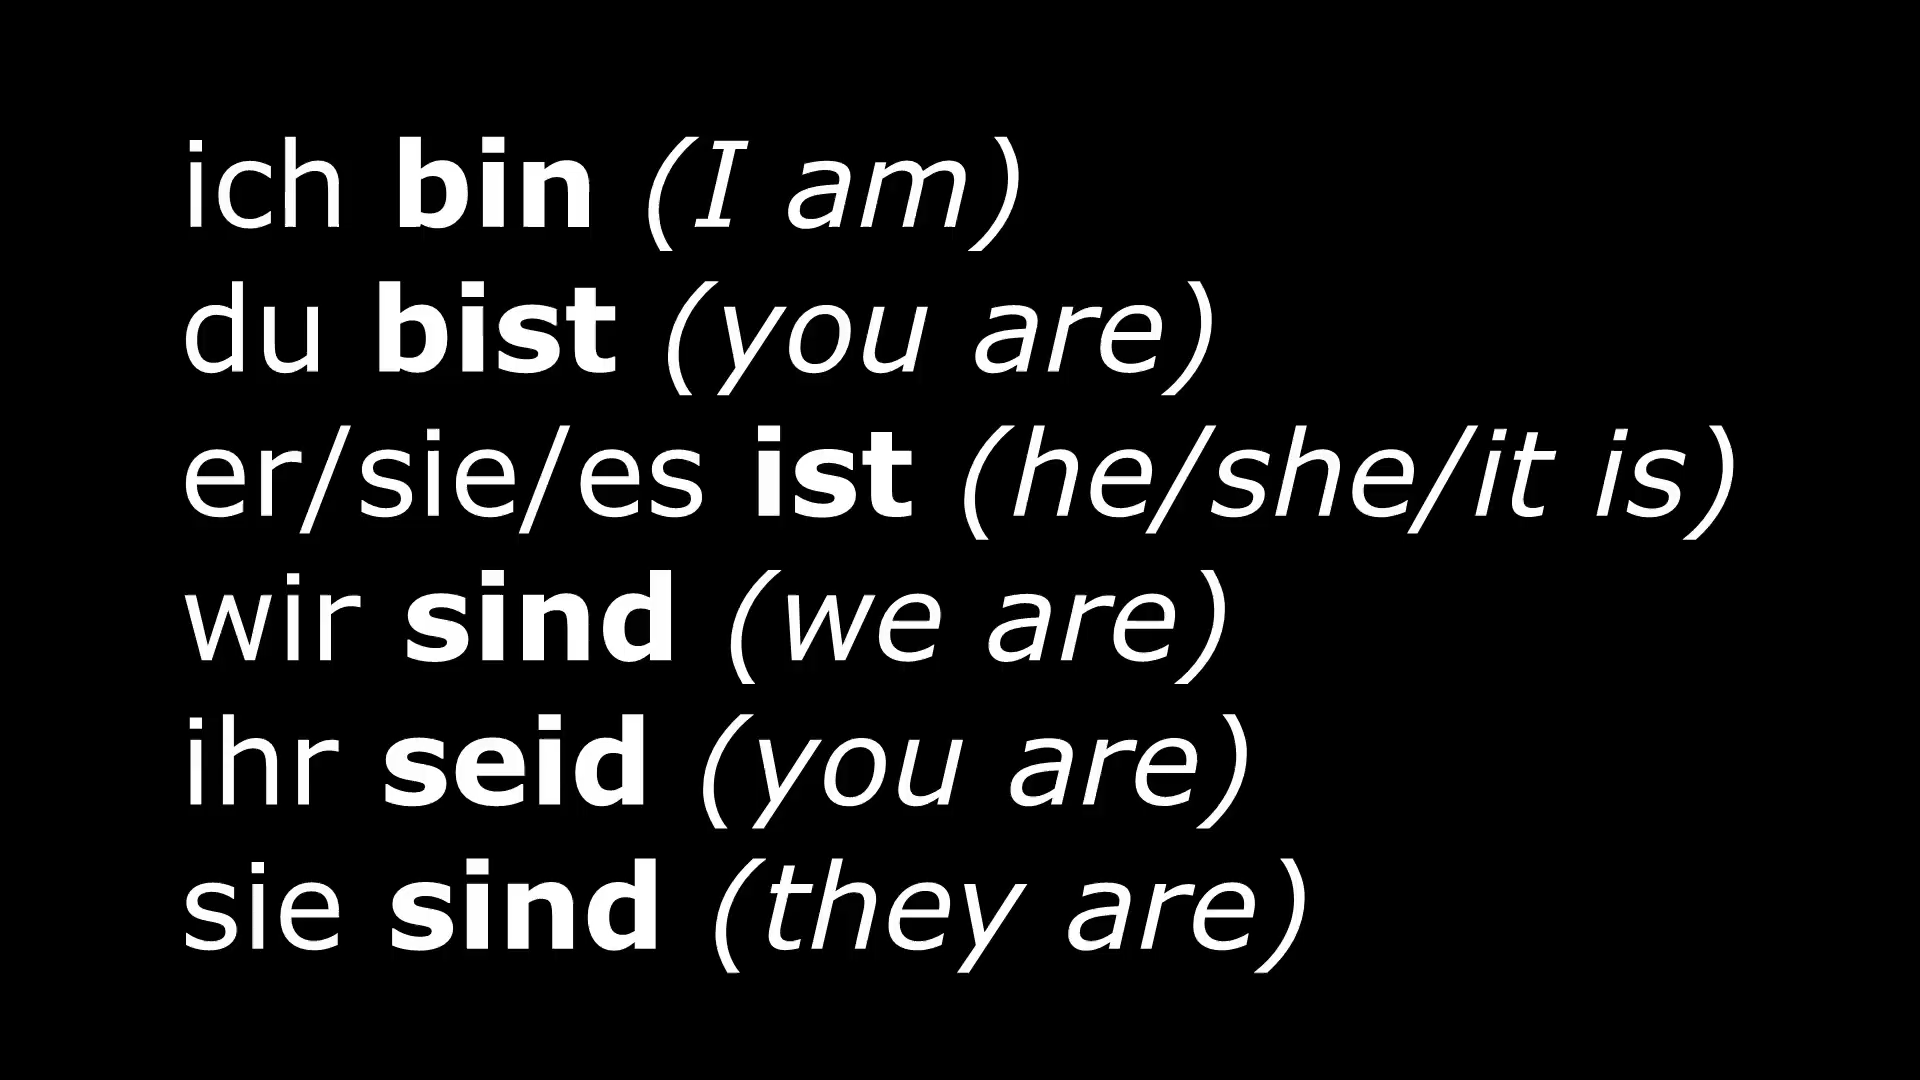 ich bin (I am)
du bist (you are)
er/sie/es ist (he/she/it is)
wir sind (we are)
ihr seid (you are)
sie sind (they are)